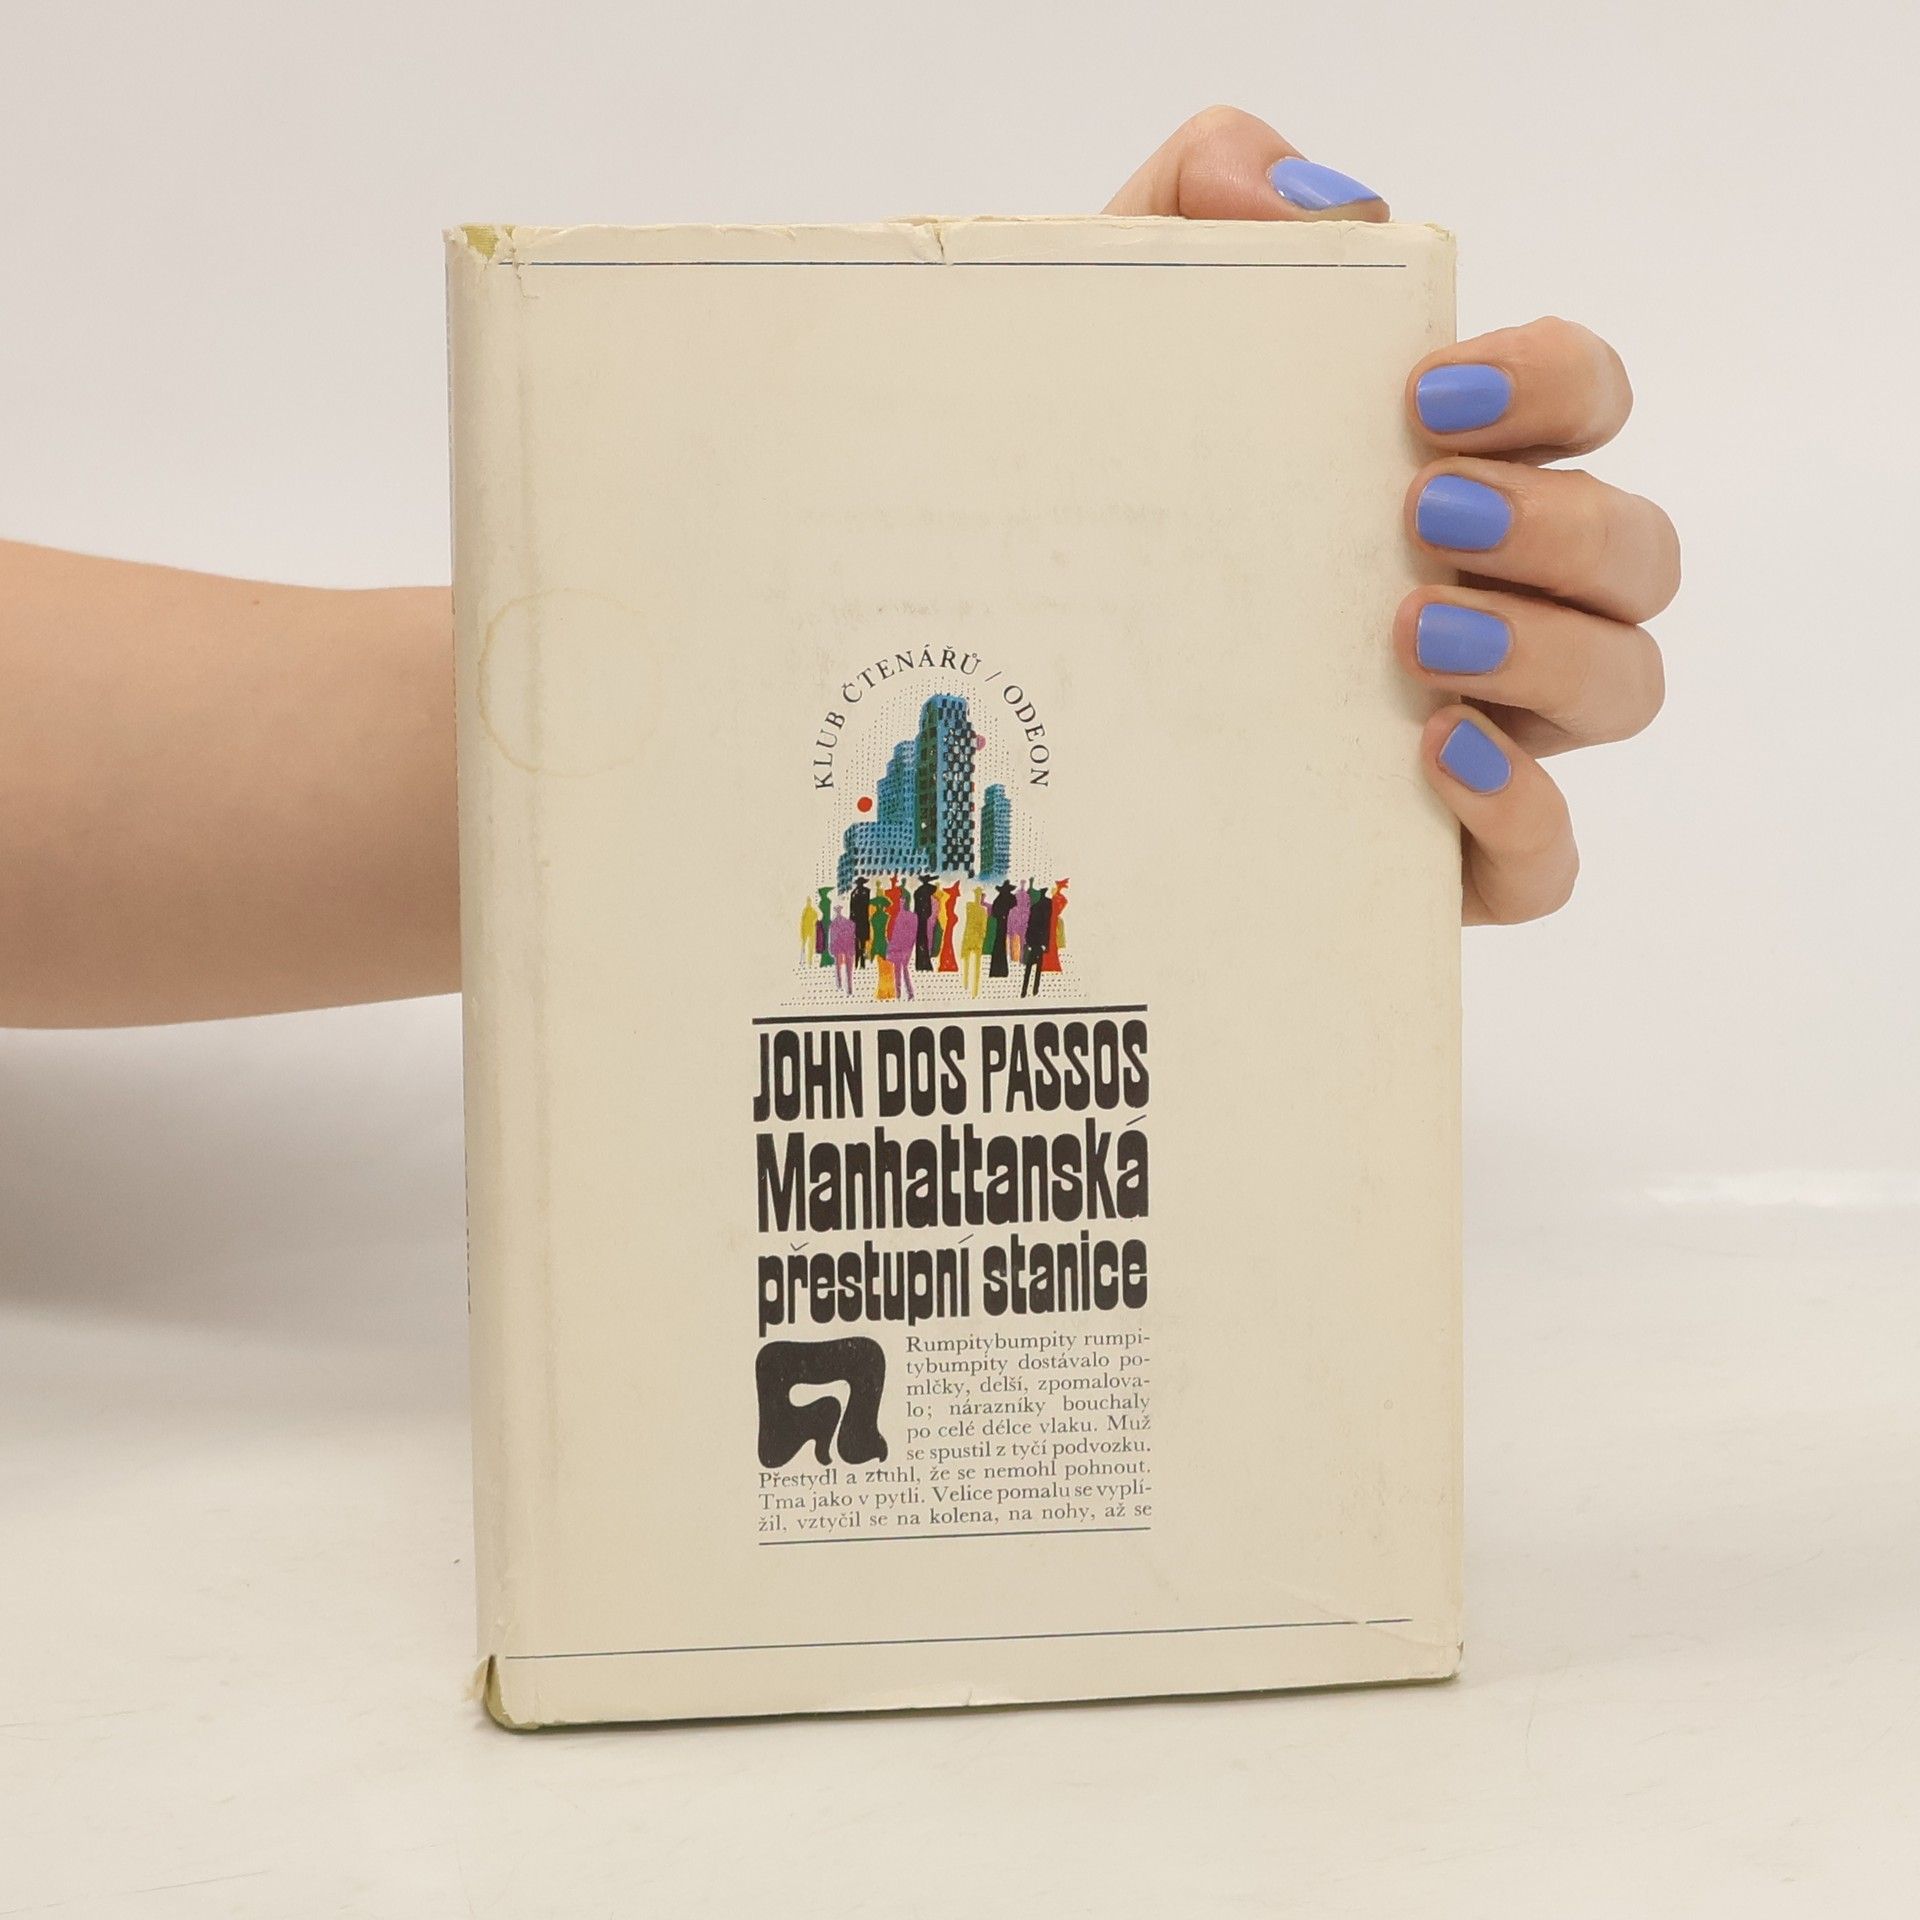 KLUB ČTENÁŘŮ / ODEON
JOHN DOS PASSOS
Manhattanská
přestupní stanice
Rumpitybumpity rumpi-
tybumpity dostávalo po-
mlčky, delší, zpomalova-
lo; nárazníky bouchaly
po celé délce vlaku. Muž
se spustil z tyčí podvozku.
Přestydl a ztuhl, že se nemohl pohnout.
Tma jako v pytli. Velice pomalu se vyplí-
žil, vztyčil se na kolena, na nohy, až se